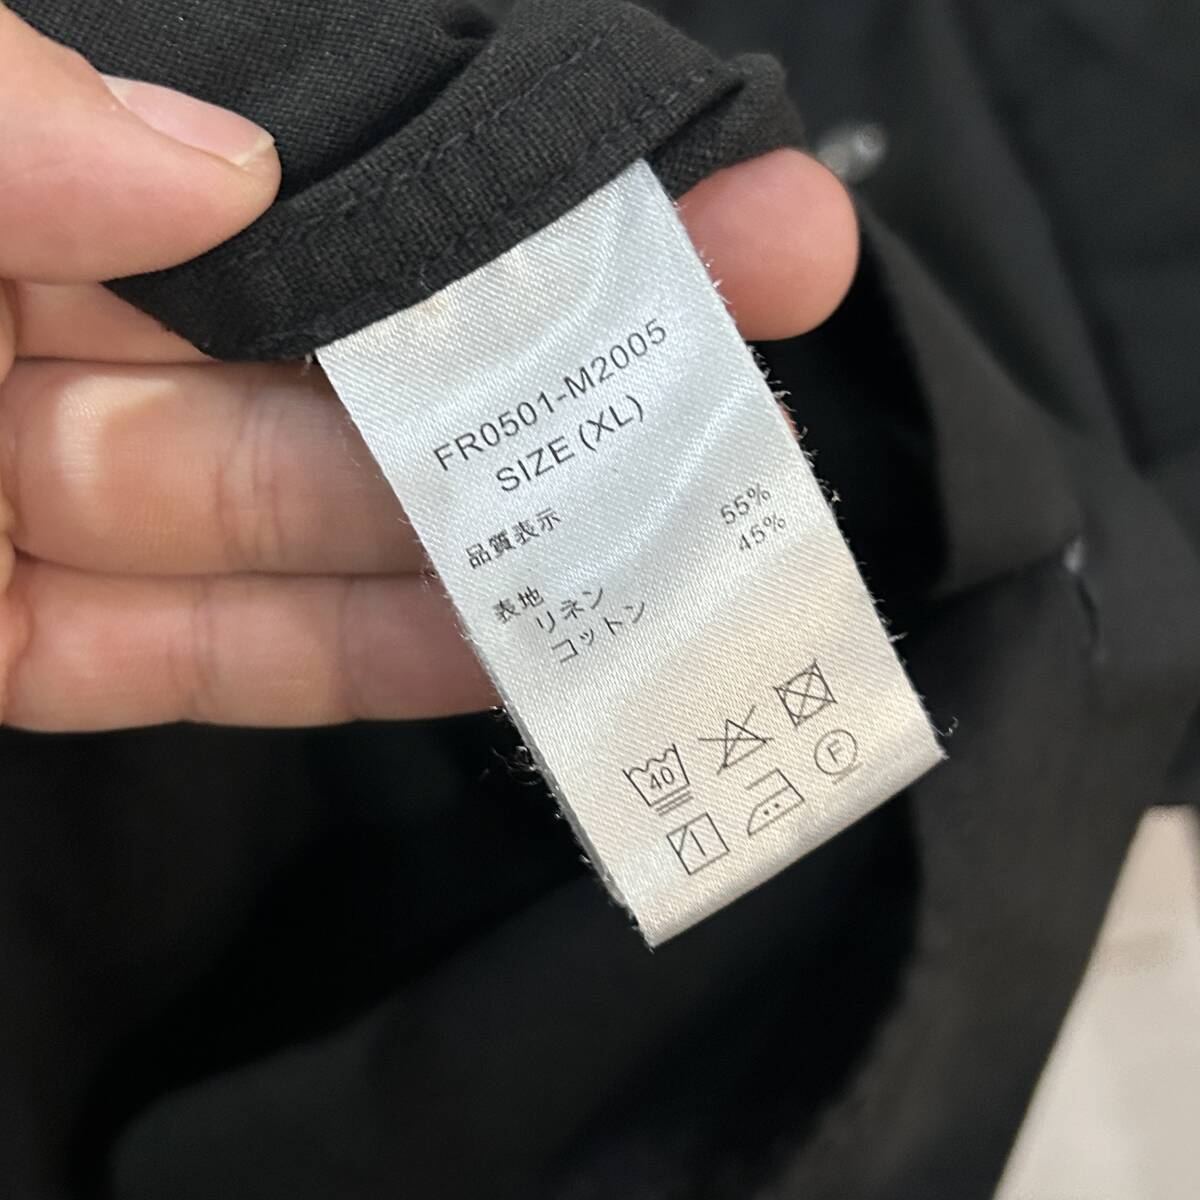 FR0501-M2005
SIZE(XL)
品質表示
表地
リネン 55%
コットン 45%
40
F